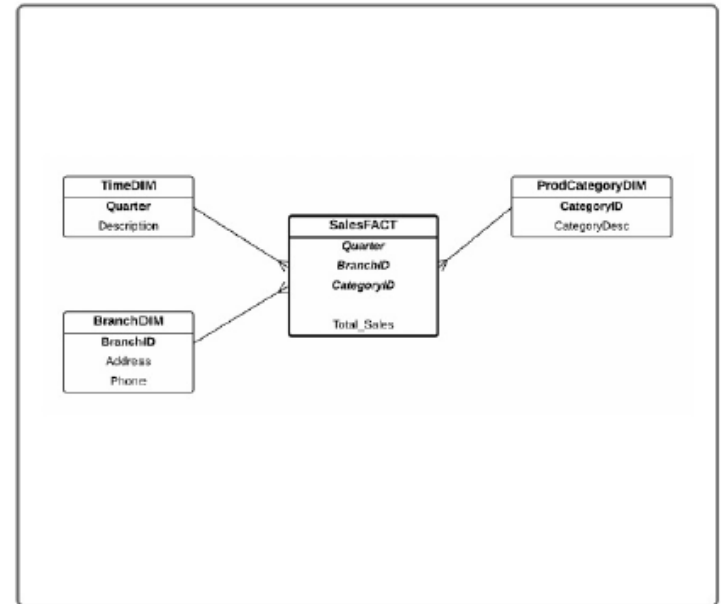 TimeDIM
Quarter
Description
BranchDIM
BranchID
Address
Phone
SalesFACT
Quarter
BranchID
CategoryID
Total_Sales
ProdCategoryDIM
CategoryID
CategoryDesc